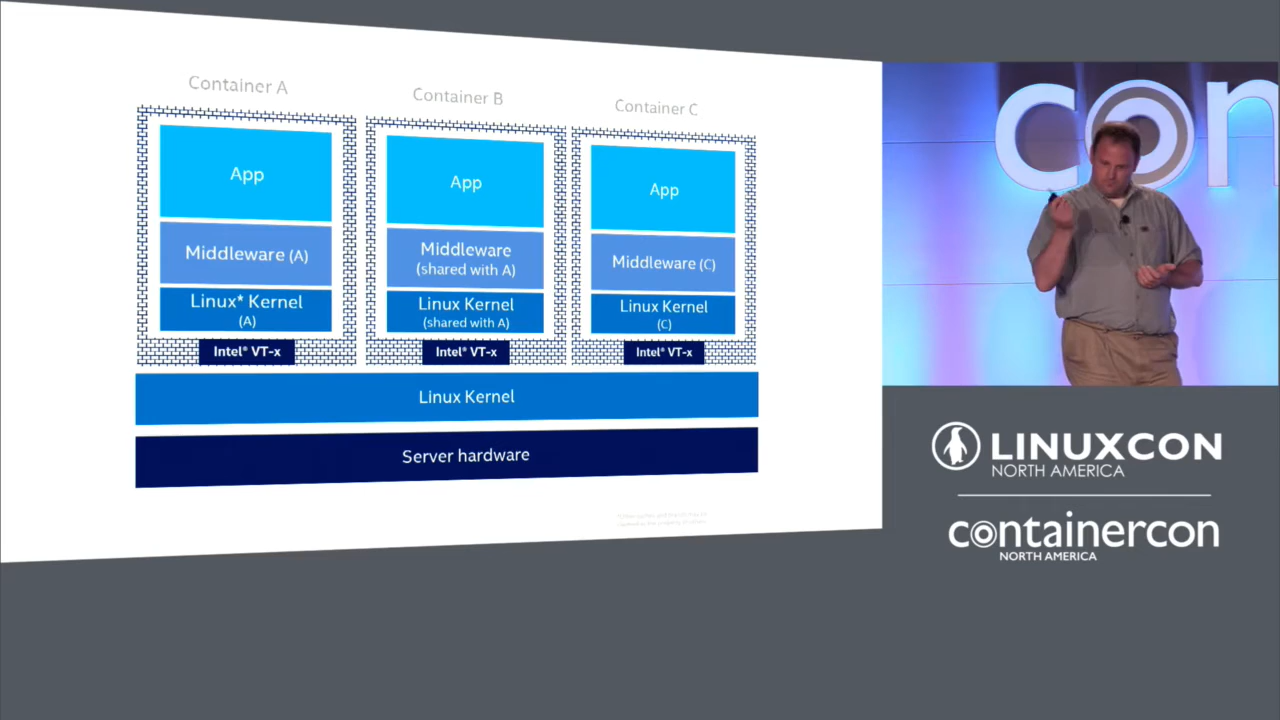 Container A
Container B
Container C
App
App
App
Middleware (A)
Middleware
(shared with A)
Middleware (C)
Linux* Kernel
(A)
Linux Kernel
(shared with A)
Linux Kernel
(C)
Intel® VT-x
Intel® VT-x
Intel® VT-x
Linux Kernel
Server hardware
con
LINUXCON
NORTH AMERICA
containercon
NORTH AMERICA